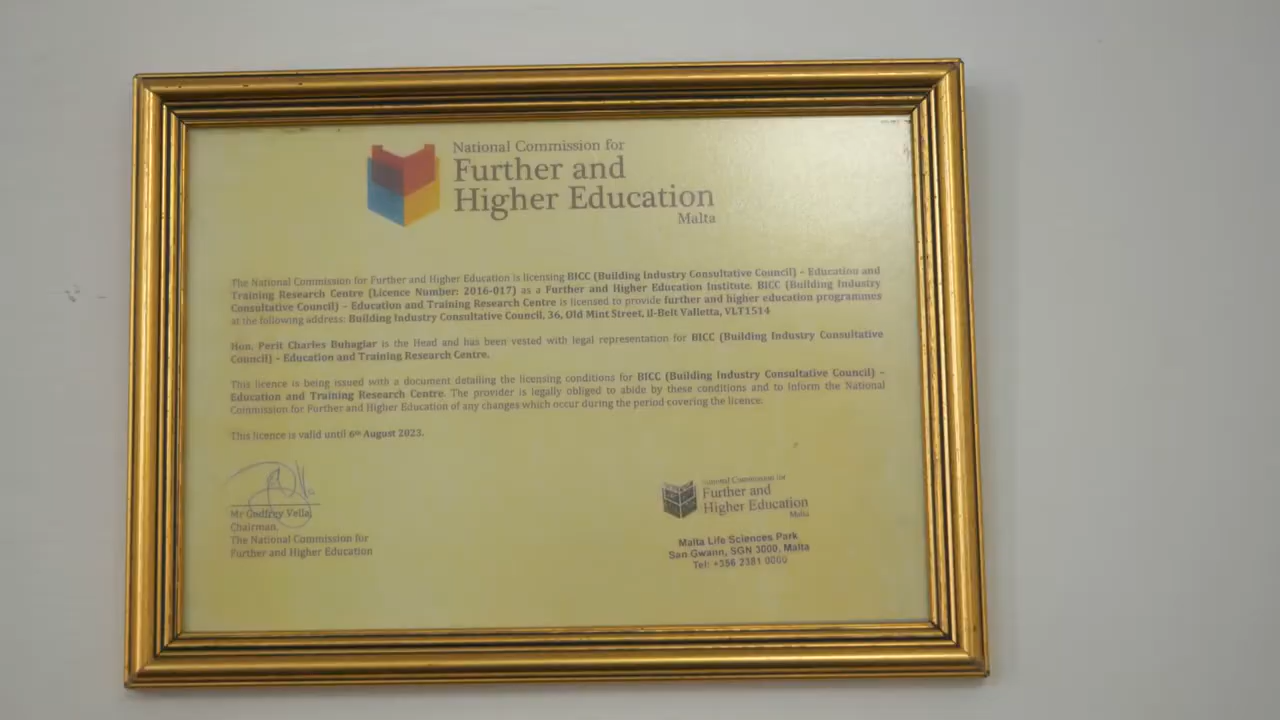 National Commission for
Further and
Higher Education
Malta
The National Commission for Further and Higher Education is licensing BICC (Building Industry Consultative Council) – Education and
Training Research Centre (Licence Number: 2016-017) as a Further and Higher Education Institute. BICC (Building Industry
Consultative Council) – Education and Training Research Centre is licensed to provide further and higher education programmes
at the following address: Building Industry Consultative Council, 36, Old Mint Street, il-Belt Valletta, VLT1514
Hon. Perit Charles Buhagiar is the Head and has been vested with legal representation for BICC (Building Industry Consultative
Council) – Education and Training Research Centre.
This licence is being issued with a document detailing the licensing conditions for BICC (Building Industry Consultative Council) –
Education and Training Research Centre. The provider is legally obliged to abide by these conditions and to inform the National
Commission for Further and Higher Education of any changes which occur during the period covering the licence.
This licence is valid until 6th August 2023.
Mr Godfrey Vella,
Chairman,
The National Commission for
Further and Higher Education
National Commission for
Further and
Higher Education
Malta
Malta Life Sciences Park
San Gwann, SGN 3000, Malta
Tel: +356 2381 0000